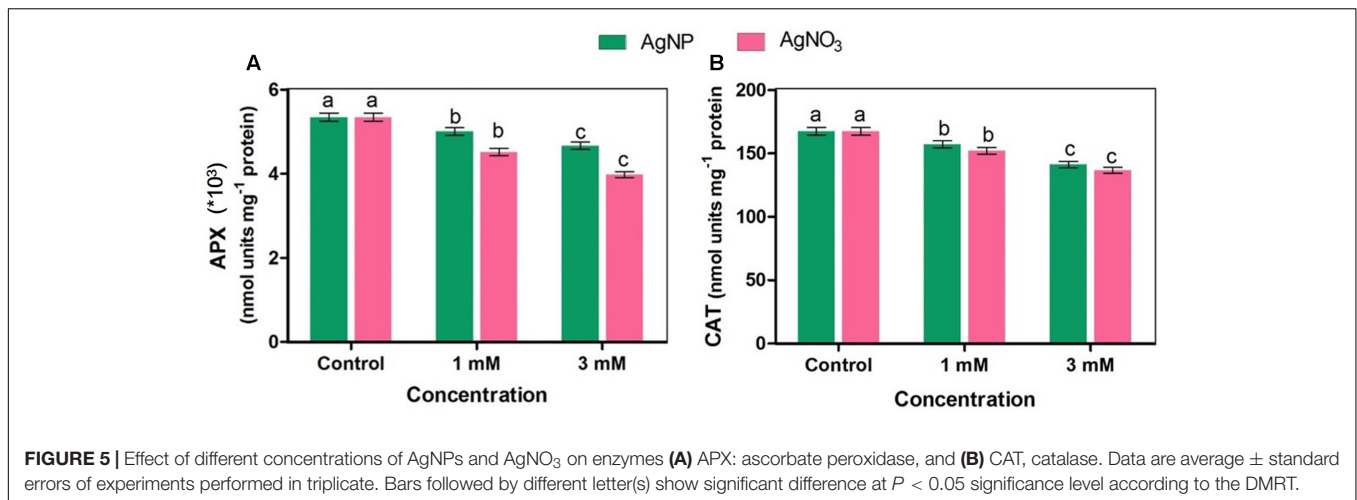 AgNP AgNO₃
A
6
4
2
0
APX (*10³)
(nmol units mg⁻¹ protein)
a a
b b
c c
Control 1 mM 3 mM
Concentration
B
200
150
100
50
0
CAT (nmol units mg⁻¹ protein
a a
b b
c c
Control 1 mM 3 mM
Concentration
FIGURE 5 | Effect of different concentrations of AgNPs and AgNO₃ on enzymes (A) APX: ascorbate peroxidase, and (B) CAT, catalase. Data are average ± standard
errors of experiments performed in triplicate. Bars followed by different letter(s) show significant difference at P < 0.05 significance level according to the DMRT.